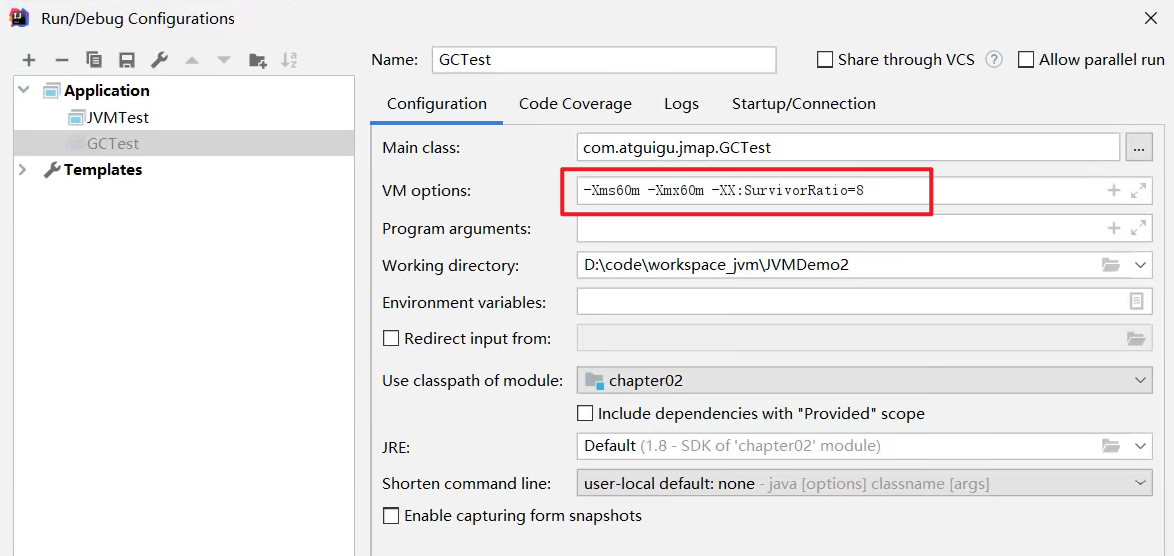 Run/Debug Configurations
Name: GCTest Share through VCS ? Allow parallel run
Application
JVMTest
GCTest
Templates
Configuration Code Coverage Logs Startup/Connection
Main class: com.atguigu.jmap.GCTest ...
VM options: -Xms60m -Xmx60m -XX:SurvivorRatio=8
Program arguments:
Working directory: D:\code\workspace_jvm\JVMDemo2
Environment variables:
Redirect input from:
Use classpath of module: chapter02
Include dependencies with "Provided" scope
JRE: Default (1.8 - SDK of 'chapter02' module)
Shorten command line: user-local default: none - java [options] classname [args]
Enable capturing form snapshots